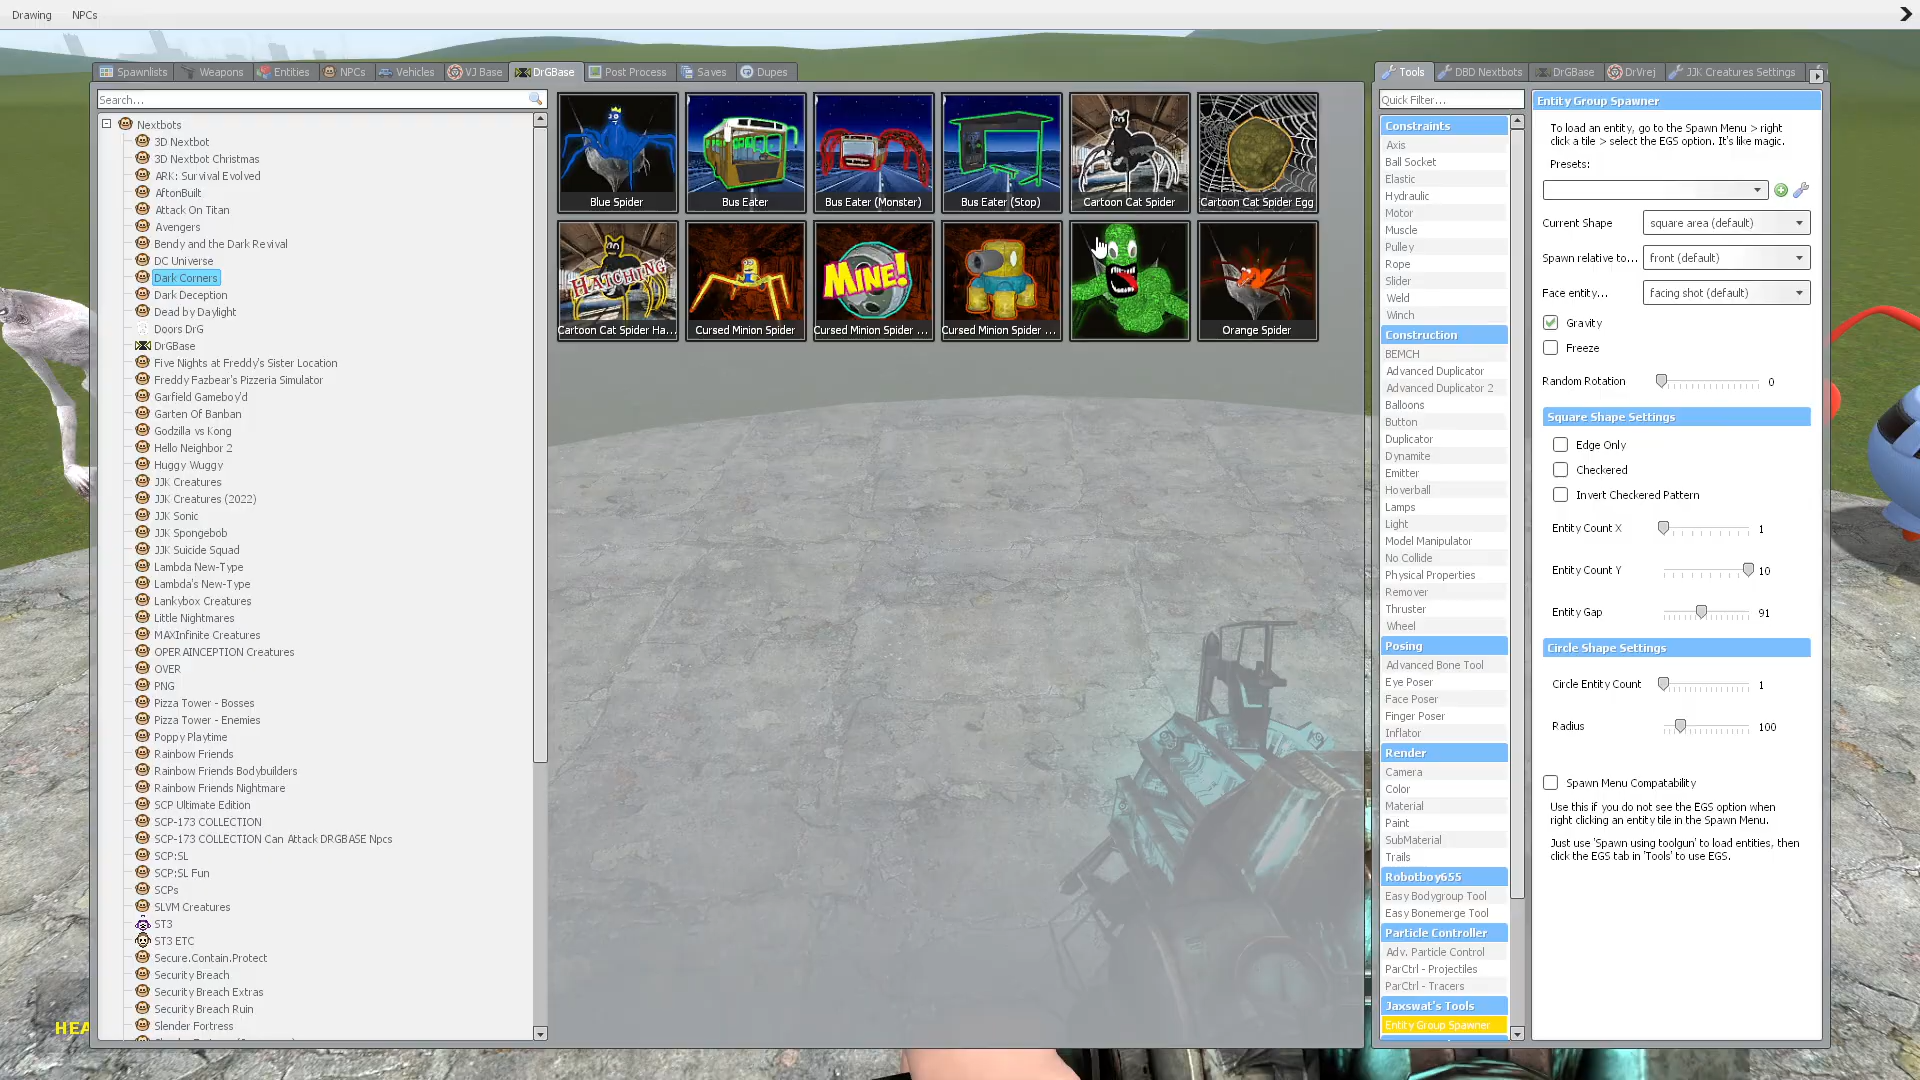 Drawing NPCs
Spawnlists Weapons Entities NPCs Vehicles VJ Base DrGBase Post Process Saves Dupes
Search...
Nextbots
3D Nextbot
3D Nextbot Christmas
ARK: Survival Evolved
AftonBuilt
Attack On Titan
Avengers
Bendy and the Dark Revival
DC Universe
Dark Corners
Dark Deception
Dead by Daylight
Doors DrG
DrGBase
Five Nights at Freddy's Sister Location
Freddy Fazbear's Pizzeria Simulator
Garfield Gameboy'd
Garten Of Banban
Godzilla vs Kong
Hello Neighbor 2
Huggy Wuggy
JJK Creatures
JJK Creatures (2022)
JJK Sonic
JJK Spongebob
JJK Suicide Squad
Lambda New-Type
Lambda's New-Type
Lankybox Creatures
Little Nightmares
MAXInfinite Creatures
OPERAINCEPTION Creatures
OVER
PNG
Pizza Tower - Bosses
Pizza Tower - Enemies
Poppy Playtime
Rainbow Friends
Rainbow Friends Bodybuilders
Rainbow Friends Nightmare
SCP Ultimate Edition
SCP-173 COLLECTION
SCP-173 COLLECTION Can Attack DRGBASE Npcs
SCP:SL
SCP:SL Fun
SCPs
SLVM Creatures
ST3
ST3 ETC
Secure.Contain.Protect
Security Breach
Security Breach Extras
Security Breach Ruin
Slender Fortress
HEA
Blue Spider
Bus Eater
Bus Eater (Monster)
Bus Eater (Stop)
Cartoon Cat Spider
Cartoon Cat Spider Egg
HATCHING
Cartoon Cat Spider Ha...
Cursed Minion Spider
MINE!
Cursed Minion Spider ...
Cursed Minion Spider ...
Orange Spider
Tools DBD Nextbots DrGBase DrVrej JJK Creatures Settings
Quick Filter...
Constraints
Axis
Ball Socket
Elastic
Hydraulic
Motor
Muscle
Pulley
Rope
Slider
Weld
Winch
Construction
BEMCH
Advanced Duplicator
Advanced Duplicator 2
Balloons
Button
Duplicator
Dynamite
Emitter
Hoverball
Lamps
Light
Model Manipulator
No Collide
Physical Properties
Remover
Thruster
Wheel
Posing
Advanced Bone Tool
Eye Poser
Face Poser
Finger Poser
Inflator
Render
Camera
Color
Material
Paint
SubMaterial
Trails
Robotboy655
Easy Bodygroup Tool
Easy Bonemerge Tool
Particle Controller
Adv. Particle Control
ParCtrl - Projectiles
ParCtrl - Tracers
Jaxswat's Tools
Entity Group Spawner
Entity Group Spawner
To load an entity, go to the Spawn Menu > right
click a tile > select the EGS option. It's like magic.
Presets:
Current Shape square area (default)
Spawn relative to... front (default)
Face entity... facing shot (default)
Gravity
Freeze
Random Rotation 0
Square Shape Settings
Edge Only
Checkered
Invert Checkered Pattern
Entity Count X 1
Entity Count Y 10
Entity Gap 91
Circle Shape Settings
Circle Entity Count 1
Radius 100
Spawn Menu Compatability
Use this if you do not see the EGS option when
right clicking an entity tile in the Spawn Menu.
Just use 'Spawn using toolgun' to load entities, then
click the EGS tab in 'Tools' to use EGS.